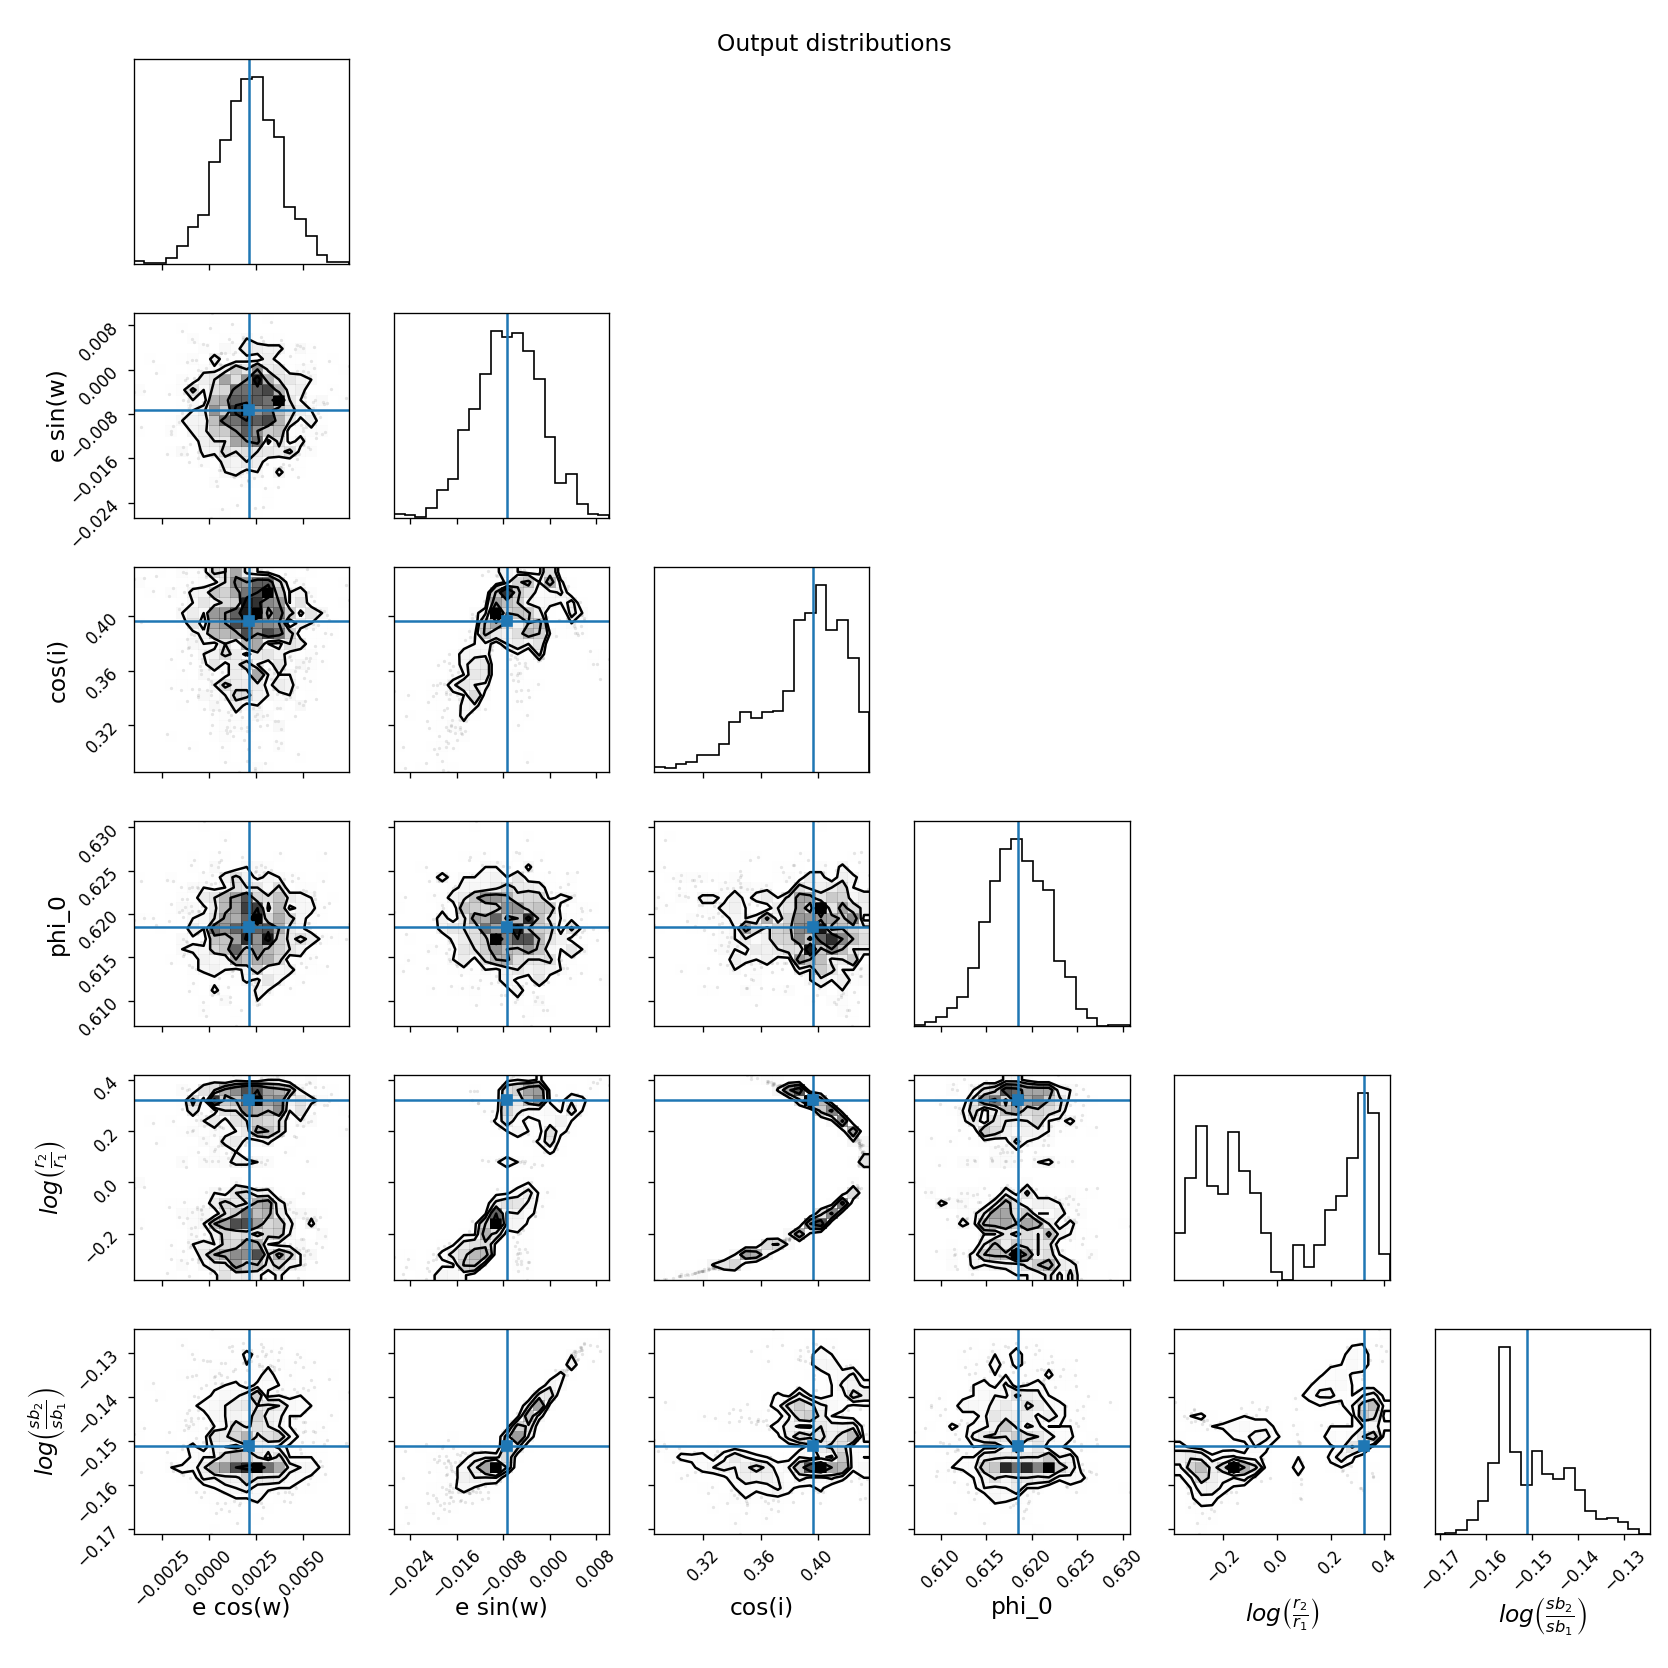 Output distributions
e sin(w)
0.008
0.000
−0.008
−0.016
−0.024
cos(i)
0.40
0.36
0.32
phi_0
0.630
0.625
0.620
0.615
0.610
log(r₂/r₁)
0.4
0.2
0.0
−0.2
log(sb₂/sb₁)
−0.13
−0.14
−0.15
−0.16
−0.17
−0.0025 0.0000 0.0025 0.0050
−0.024 −0.016 −0.008 0.000 0.008
0.32 0.36 0.40
0.610 0.615 0.620 0.625 0.630
−0.2 0.0 0.2 0.4
−0.17 −0.16 −0.15 −0.14 −0.13
e cos(w) e sin(w) cos(i) phi_0 log(r₂/r₁) log(sb₂/sb₁)